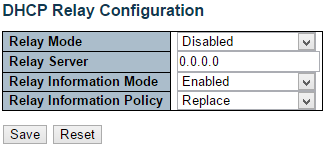 DHCP Relay Configuration
Relay Mode Disabled
Relay Server 0.0.0.0
Relay Information Mode Enabled
Relay Information Policy Replace
Save Reset